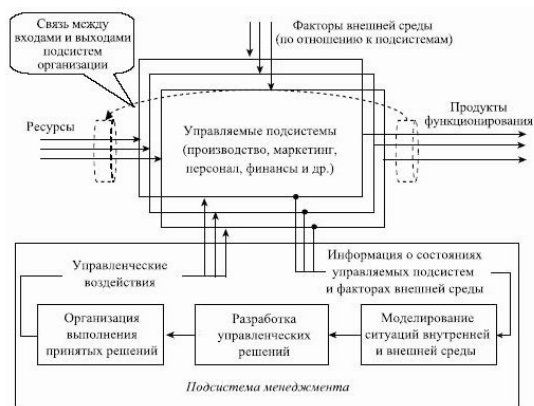 Связь между
входами и выходами
подсистем
организации
Факторы внешней среды
(по отношению к подсистемам)
Ресурсы
Управляемые подсистемы
(производство, маркетинг,
персонал, финансы и др.)
Продукты
функционирования
Управленческие
воздействия
Информация о состояниях
управляемых подсистем
и факторах внешней среды
Организация
выполнения
принятых решений
Разработка
управленческих
решений
Моделирование
ситуаций внутренней
и внешней среды
Подсистема менеджмента